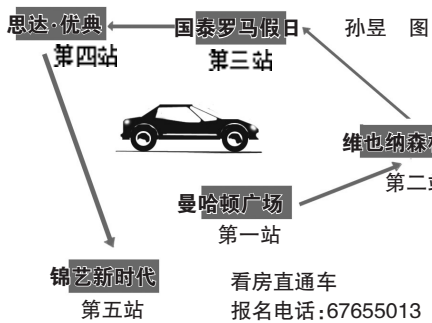 思达·优典
第四站
国泰罗马假日
第三站
孙昱 图
维也纳森
第二
曼哈顿广场
第一站
锦艺新时代
第五站
看房直通车
报名电话:67655013